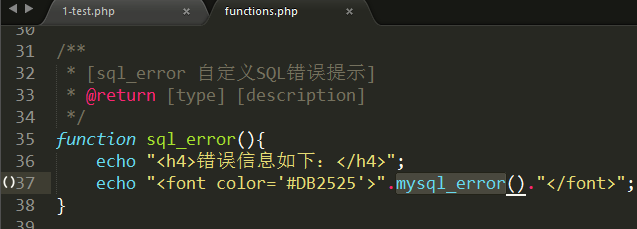 1-test.php × functions.php ×
30
31 /**
32 * [sql_error 自定义SQL错误提示]
33 * @return [type] [description]
34 */
35 function sql_error(){
36 echo "<h4>错误信息如下：</h4>";
()37 echo "<font color='#DB2525'>".mysql_error()."</font>";
38 }
39